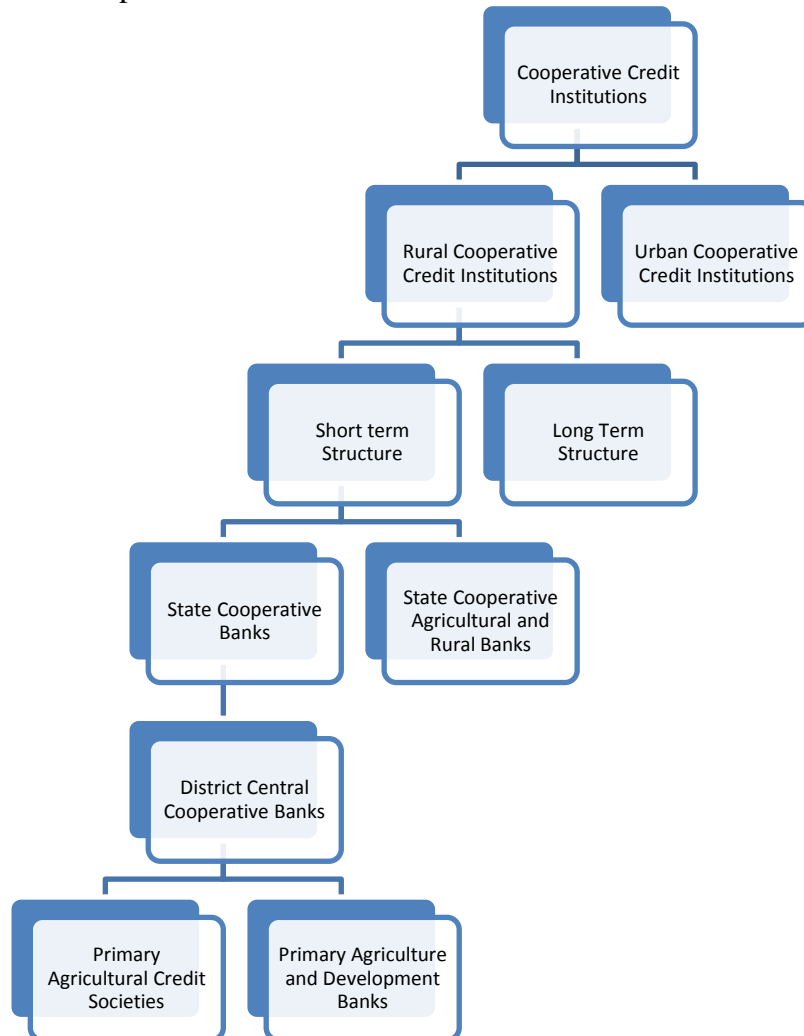 Cooperative Credit
Institutions
Rural Cooperative
Credit Institutions
Urban Cooperative
Credit Institutions
Short term
Structure
Long Term
Structure
State Cooperative
Banks
State Cooperative
Agricultural and
Rural Banks
District Central
Cooperative Banks
Primary
Agricultural Credit
Societies
Primary Agriculture
and Development
Banks